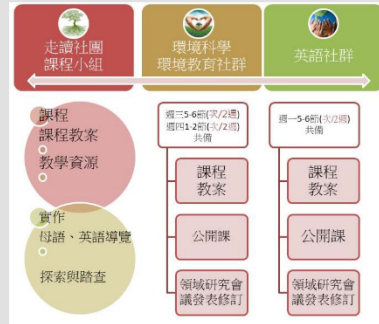 走讀社團
課程小組
環境科學
環境教育社群
英語社群
課程
課程教案
教學資源
實作
母語、英語導覽
探索與踏查
週三5-6節(次/2週)
週四1-2節(次/2週)
共備
課程
教案
公開課
領域研究會
議發表修訂
週一5-6節(次/2週)
共備
課程
教案
公開課
領域研究會
議發表修訂